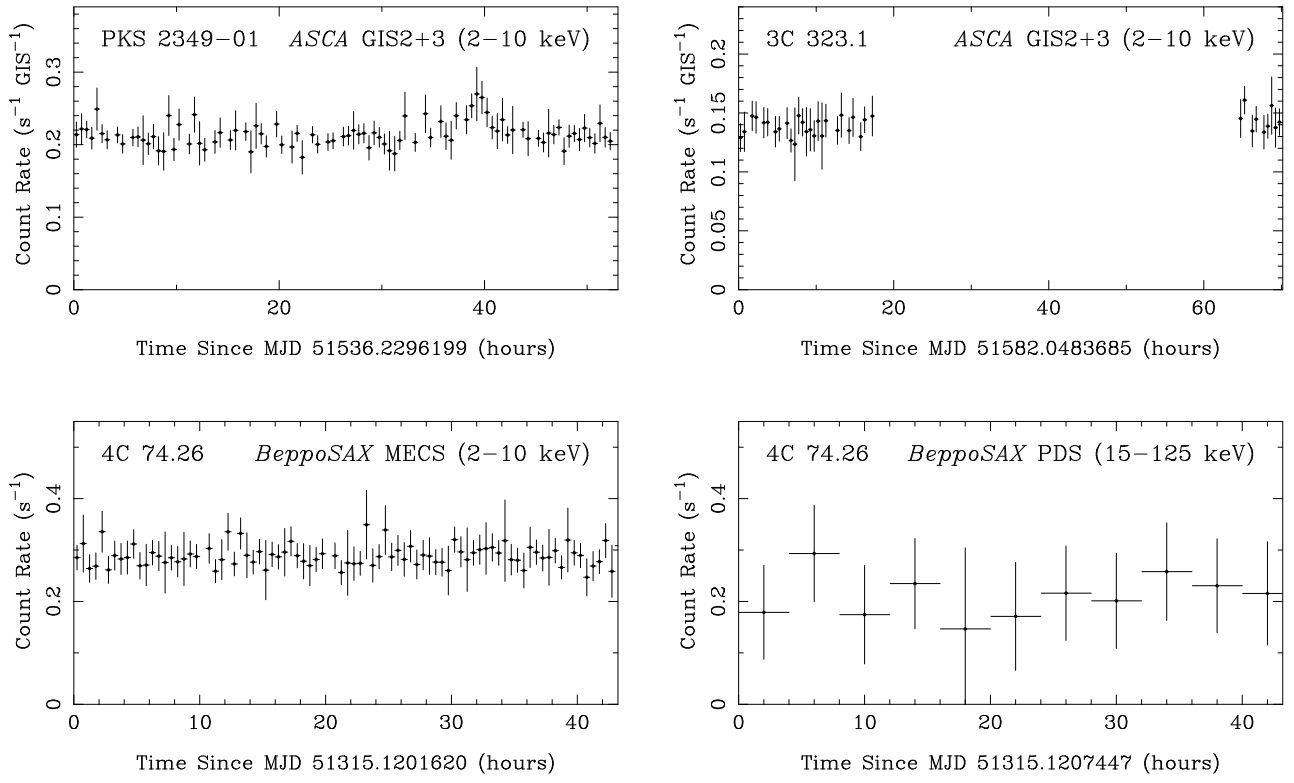 PKS 2349−01 ASCA GIS2+3 (2−10 keV)
Count Rate (s⁻¹ GIS⁻¹)
0 0.1 0.2 0.3
0 20 40
Time Since MJD 51536.2296199 (hours)
3C 323.1 ASCA GIS2+3 (2−10 keV)
Count Rate (s⁻¹ GIS⁻¹)
0 0.05 0.1 0.15 0.2
0 20 40 60
Time Since MJD 51582.0483685 (hours)
4C 74.26 BeppoSAX MECS (2−10 keV)
Count Rate (s⁻¹)
0 0.2 0.4
0 10 20 30 40
Time Since MJD 51315.1201620 (hours)
4C 74.26 BeppoSAX PDS (15−125 keV)
Count Rate (s⁻¹)
0 0.2 0.4
0 10 20 30 40
Time Since MJD 51315.1207447 (hours)